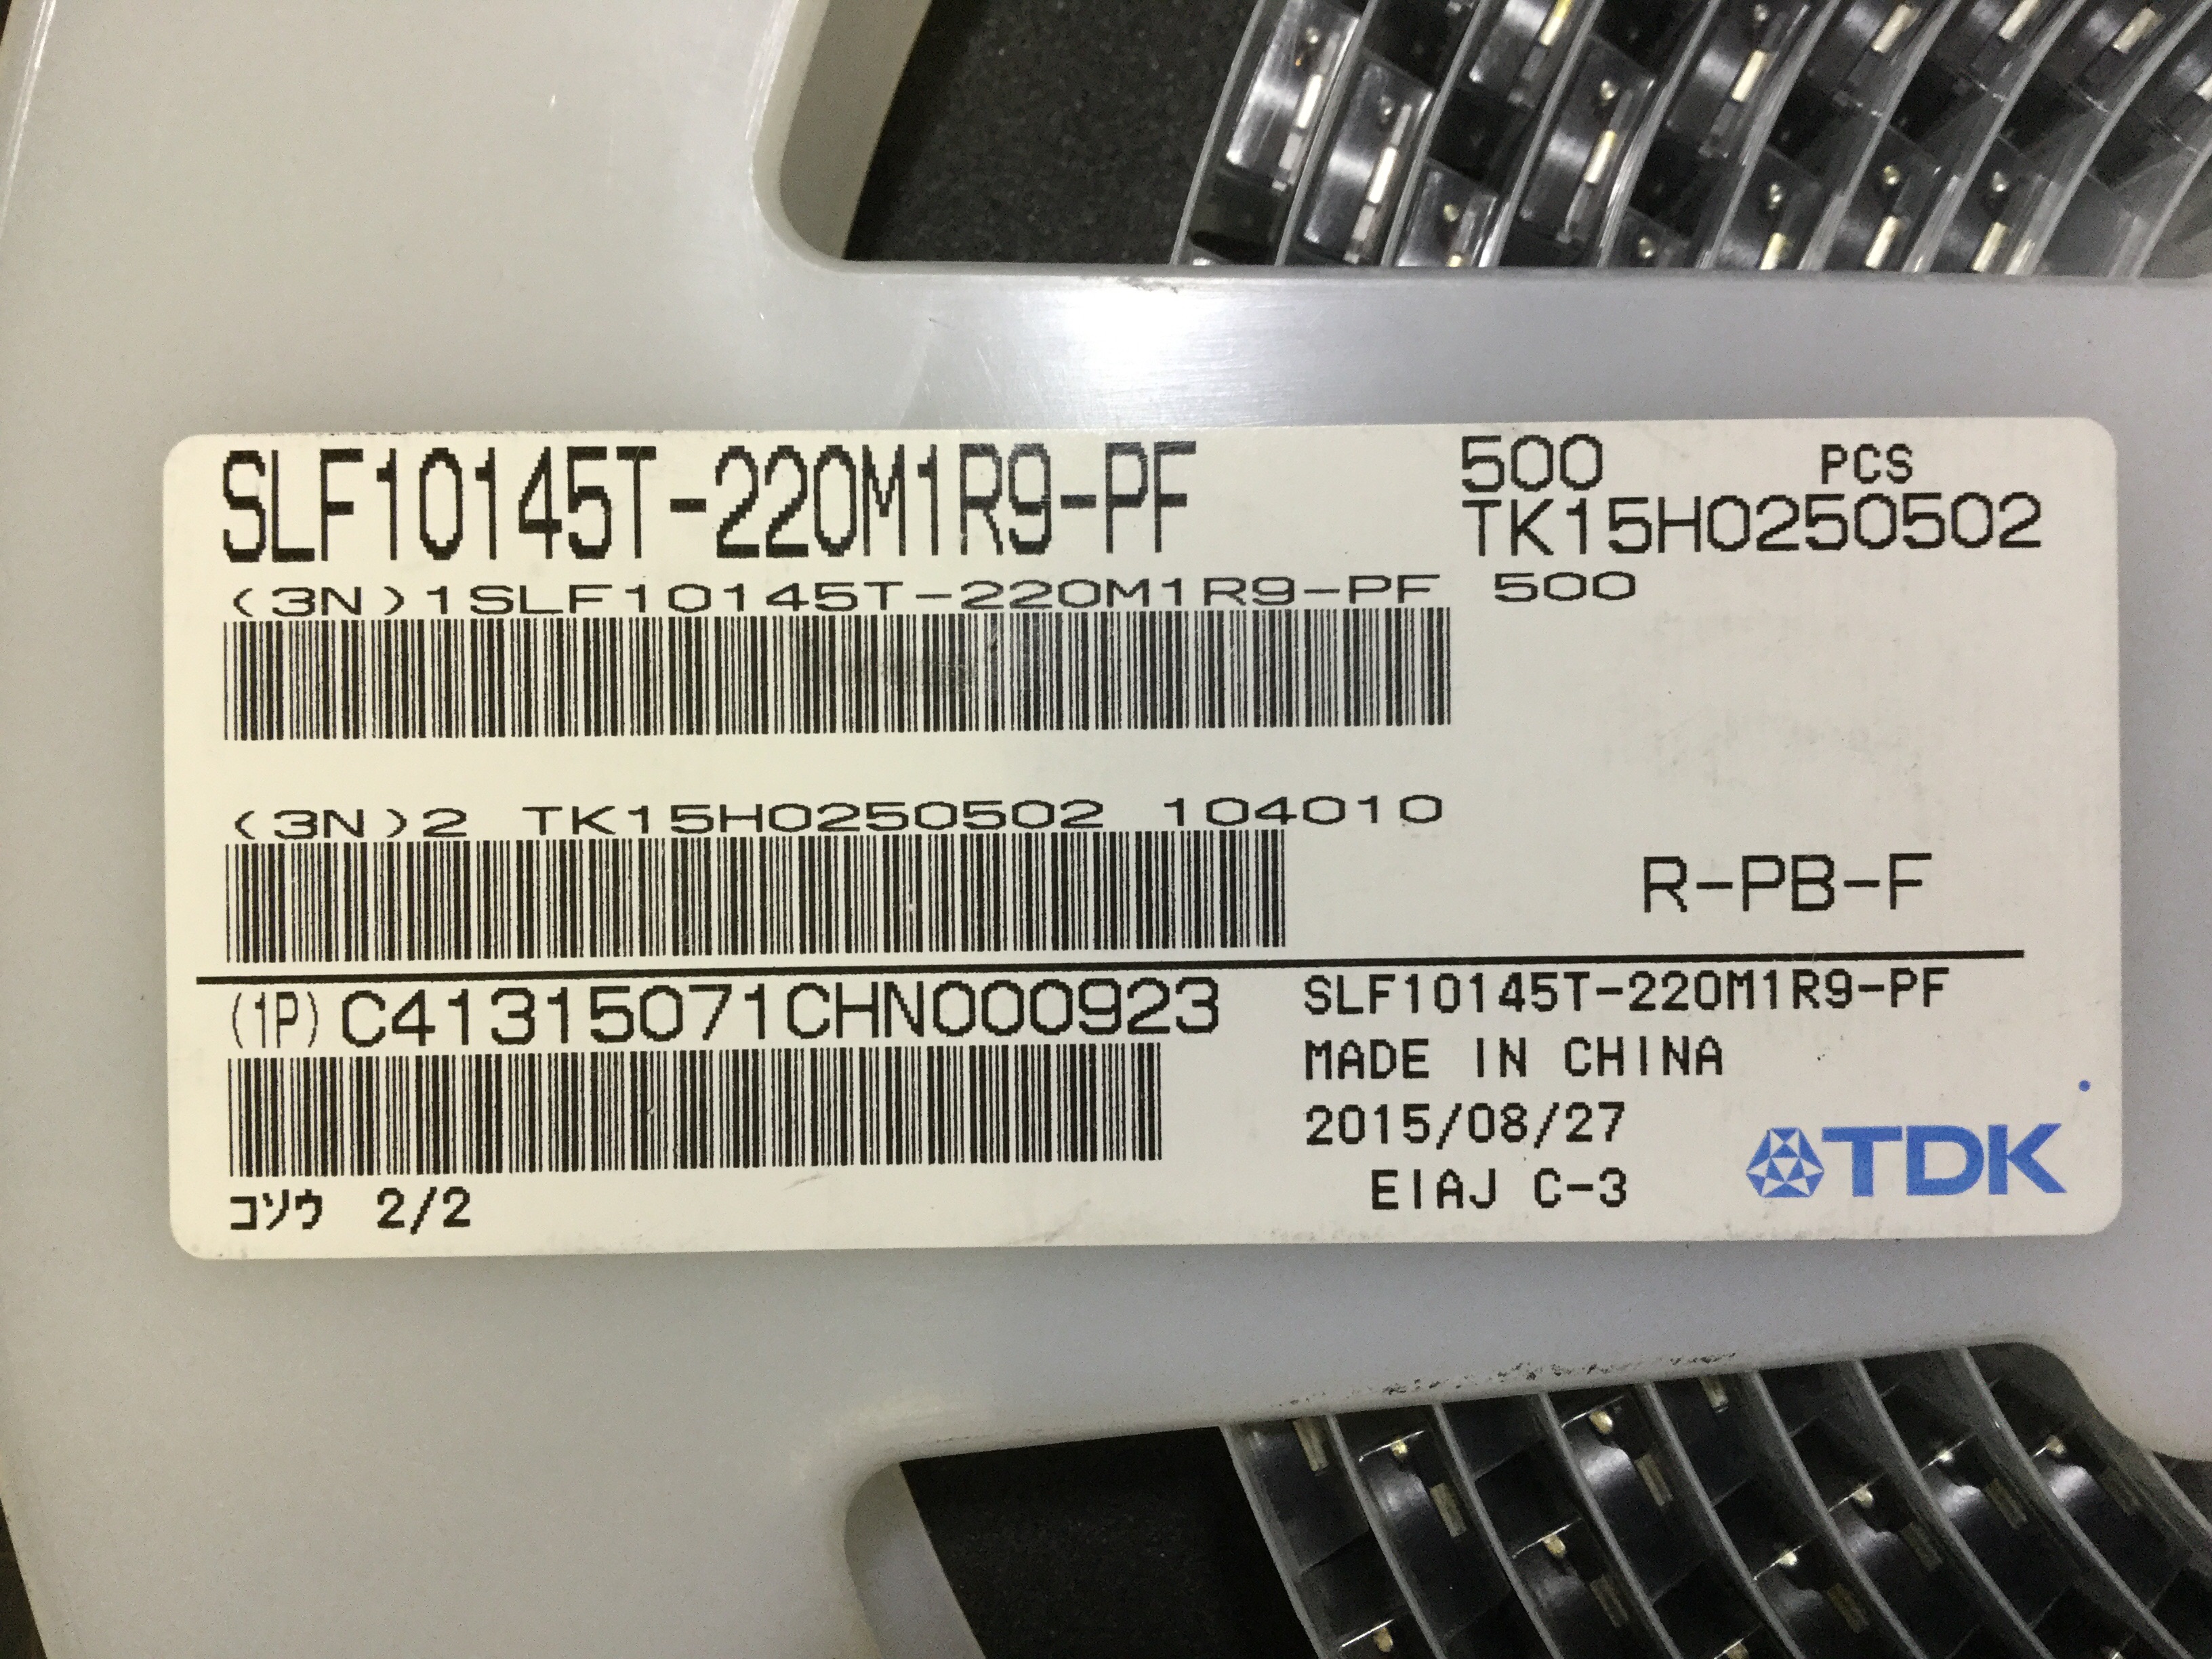 SLF10145T-220M1R9-PF
500 PCS
TK15H0250502
(3N)1SLF10145T-220M1R9-PF 500
(3N)2 TK15H0250502 104010
R-PB-F
(1P) C41315071CHN000923
コソウ 2/2
SLF10145T-220M1R9-PF
MADE IN CHINA
2015/08/27
EIAJ C-3
TDK